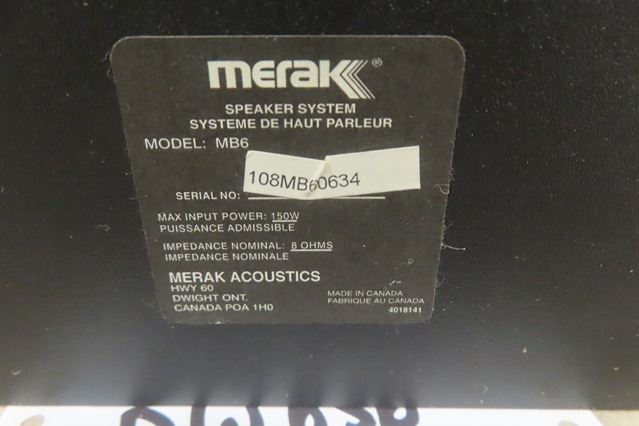 merak ®
SPEAKER SYSTEM
SYSTEME DE HAUT PARLEUR
MODEL: MB6
108MB60634
SERIAL NO:
MAX INPUT POWER: 150W
PUISSANCE ADMISSIBLE
IMPEDANCE NOMINAL: 8 OHMS
IMPEDANCE NOMINALE
MERAK ACOUSTICS
HWY 60
DWIGHT ONT.
CANADA POA 1H0
MADE IN CANADA
FABRIQUE AU CANADA
4018141